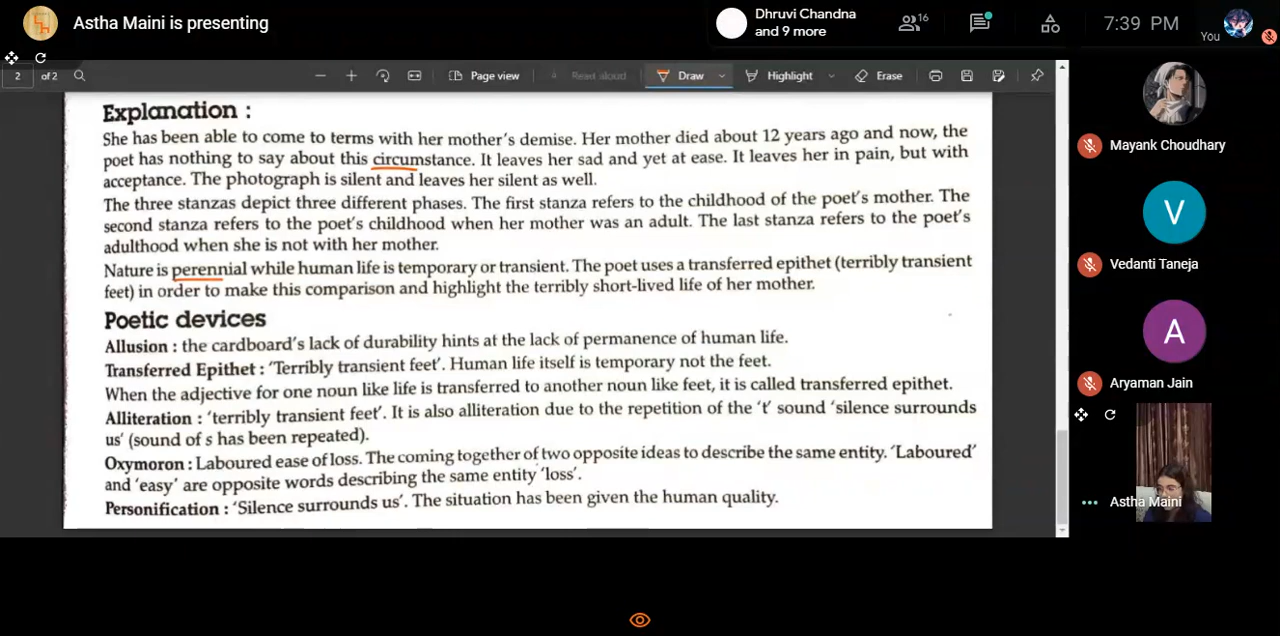 Astha Maini is presenting
Dhruvi Chandna
and 9 more
16
7:39 PM
You
2 of 2
Page view
Read aloud
Draw
Highlight
Erase
Explanation :
She has been able to come to terms with her mother's demise. Her mother died about 12 years ago and now, the
poet has nothing to say about this circumstance. It leaves her sad and yet at ease. It leaves her in pain, but with
acceptance. The photograph is silent and leaves her silent as well.
The three stanzas depict three different phases. The first stanza refers to the childhood of the poet's mother. The
second stanza refers to the poet's childhood when her mother was an adult. The last stanza refers to the poet's
adulthood when she is not with her mother.
Nature is perennial while human life is temporary or transient. The poet uses a transferred epithet (terribly transient
feet) in order to make this comparison and highlight the terribly short-lived life of her mother.
Poetic devices
Allusion : the cardboard's lack of durability hints at the lack of permanence of human life.
Transferred Epithet : 'Terribly transient feet'. Human life itself is temporary not the feet.
When the adjective for one noun like life is transferred to another noun like feet, it is called transferred epithet.
Alliteration : 'terribly transient feet'. It is also alliteration due to the repetition of the 't' sound 'silence surrounds
us' (sound of s has been repeated).
Oxymoron : Laboured ease of loss. The coming together of two opposite ideas to describe the same entity. 'Laboured'
and 'easy' are opposite words describing the same entity 'loss'.
Personification : 'Silence surrounds us'. The situation has been given the human quality.
Mayank Choudhary
V
Vedanti Taneja
A
Aryaman Jain
Astha Maini